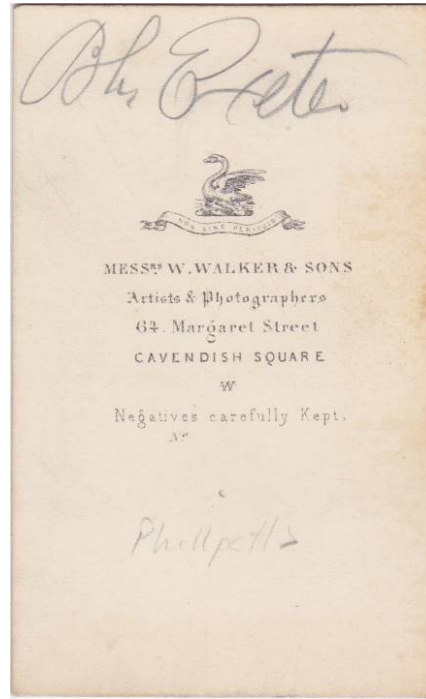 Bp Exeter
NON SINE PERICULO
MESSRS W. WALKER & SONS
Artists & Photographers
64. Margaret Street
CAVENDISH SQUARE
W
Negatives carefully Kept.
No
Phillpotts